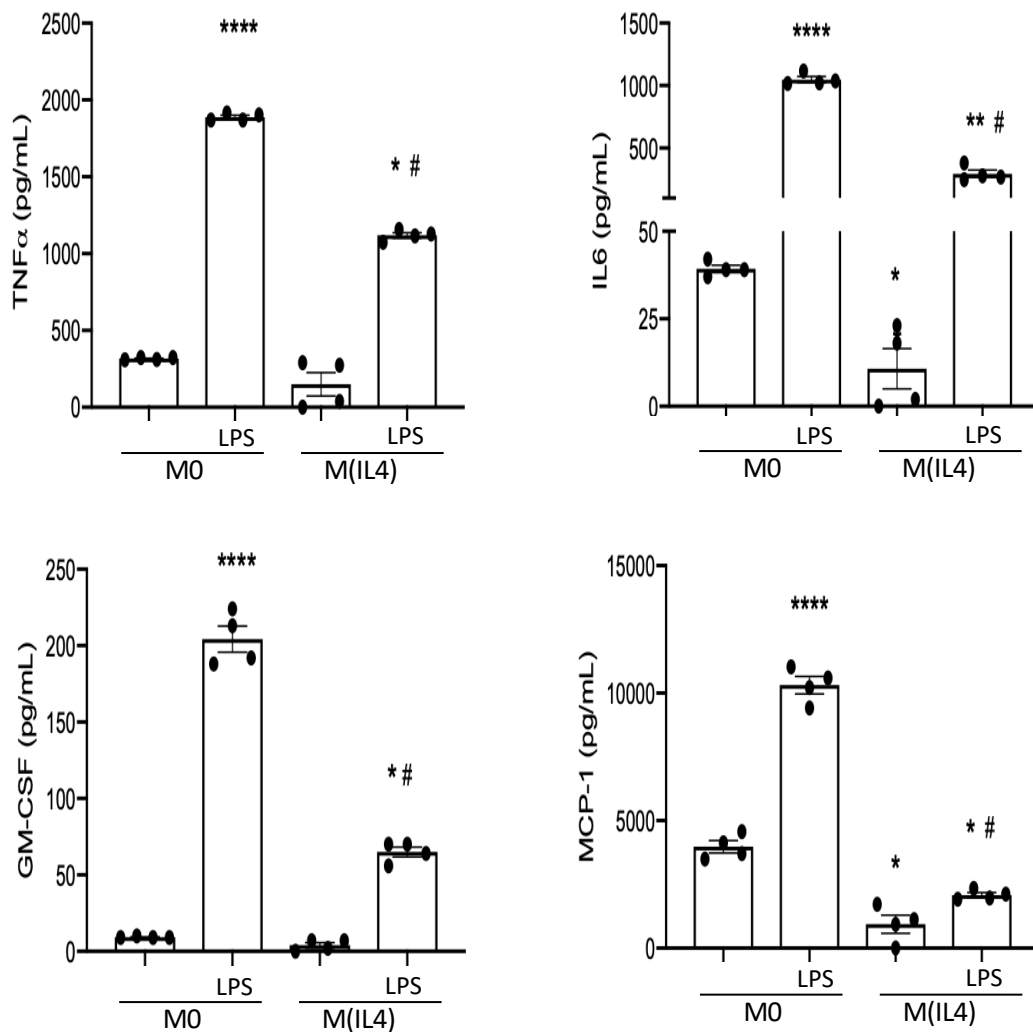 TNFα (pg/mL)
2500
2000
1500
1000
500
0
****
* #
LPS
LPS
M0
M(IL4)
IL6 (pg/mL)
1500
1000
500
50
25
0
****
*
** #
LPS
LPS
M0
M(IL4)
GM-CSF (pg/mL)
250
200
150
100
50
0
****
* #
LPS
LPS
M0
M(IL4)
MCP-1 (pg/mL)
15000
10000
5000
0
****
*
* #
LPS
LPS
M0
M(IL4)